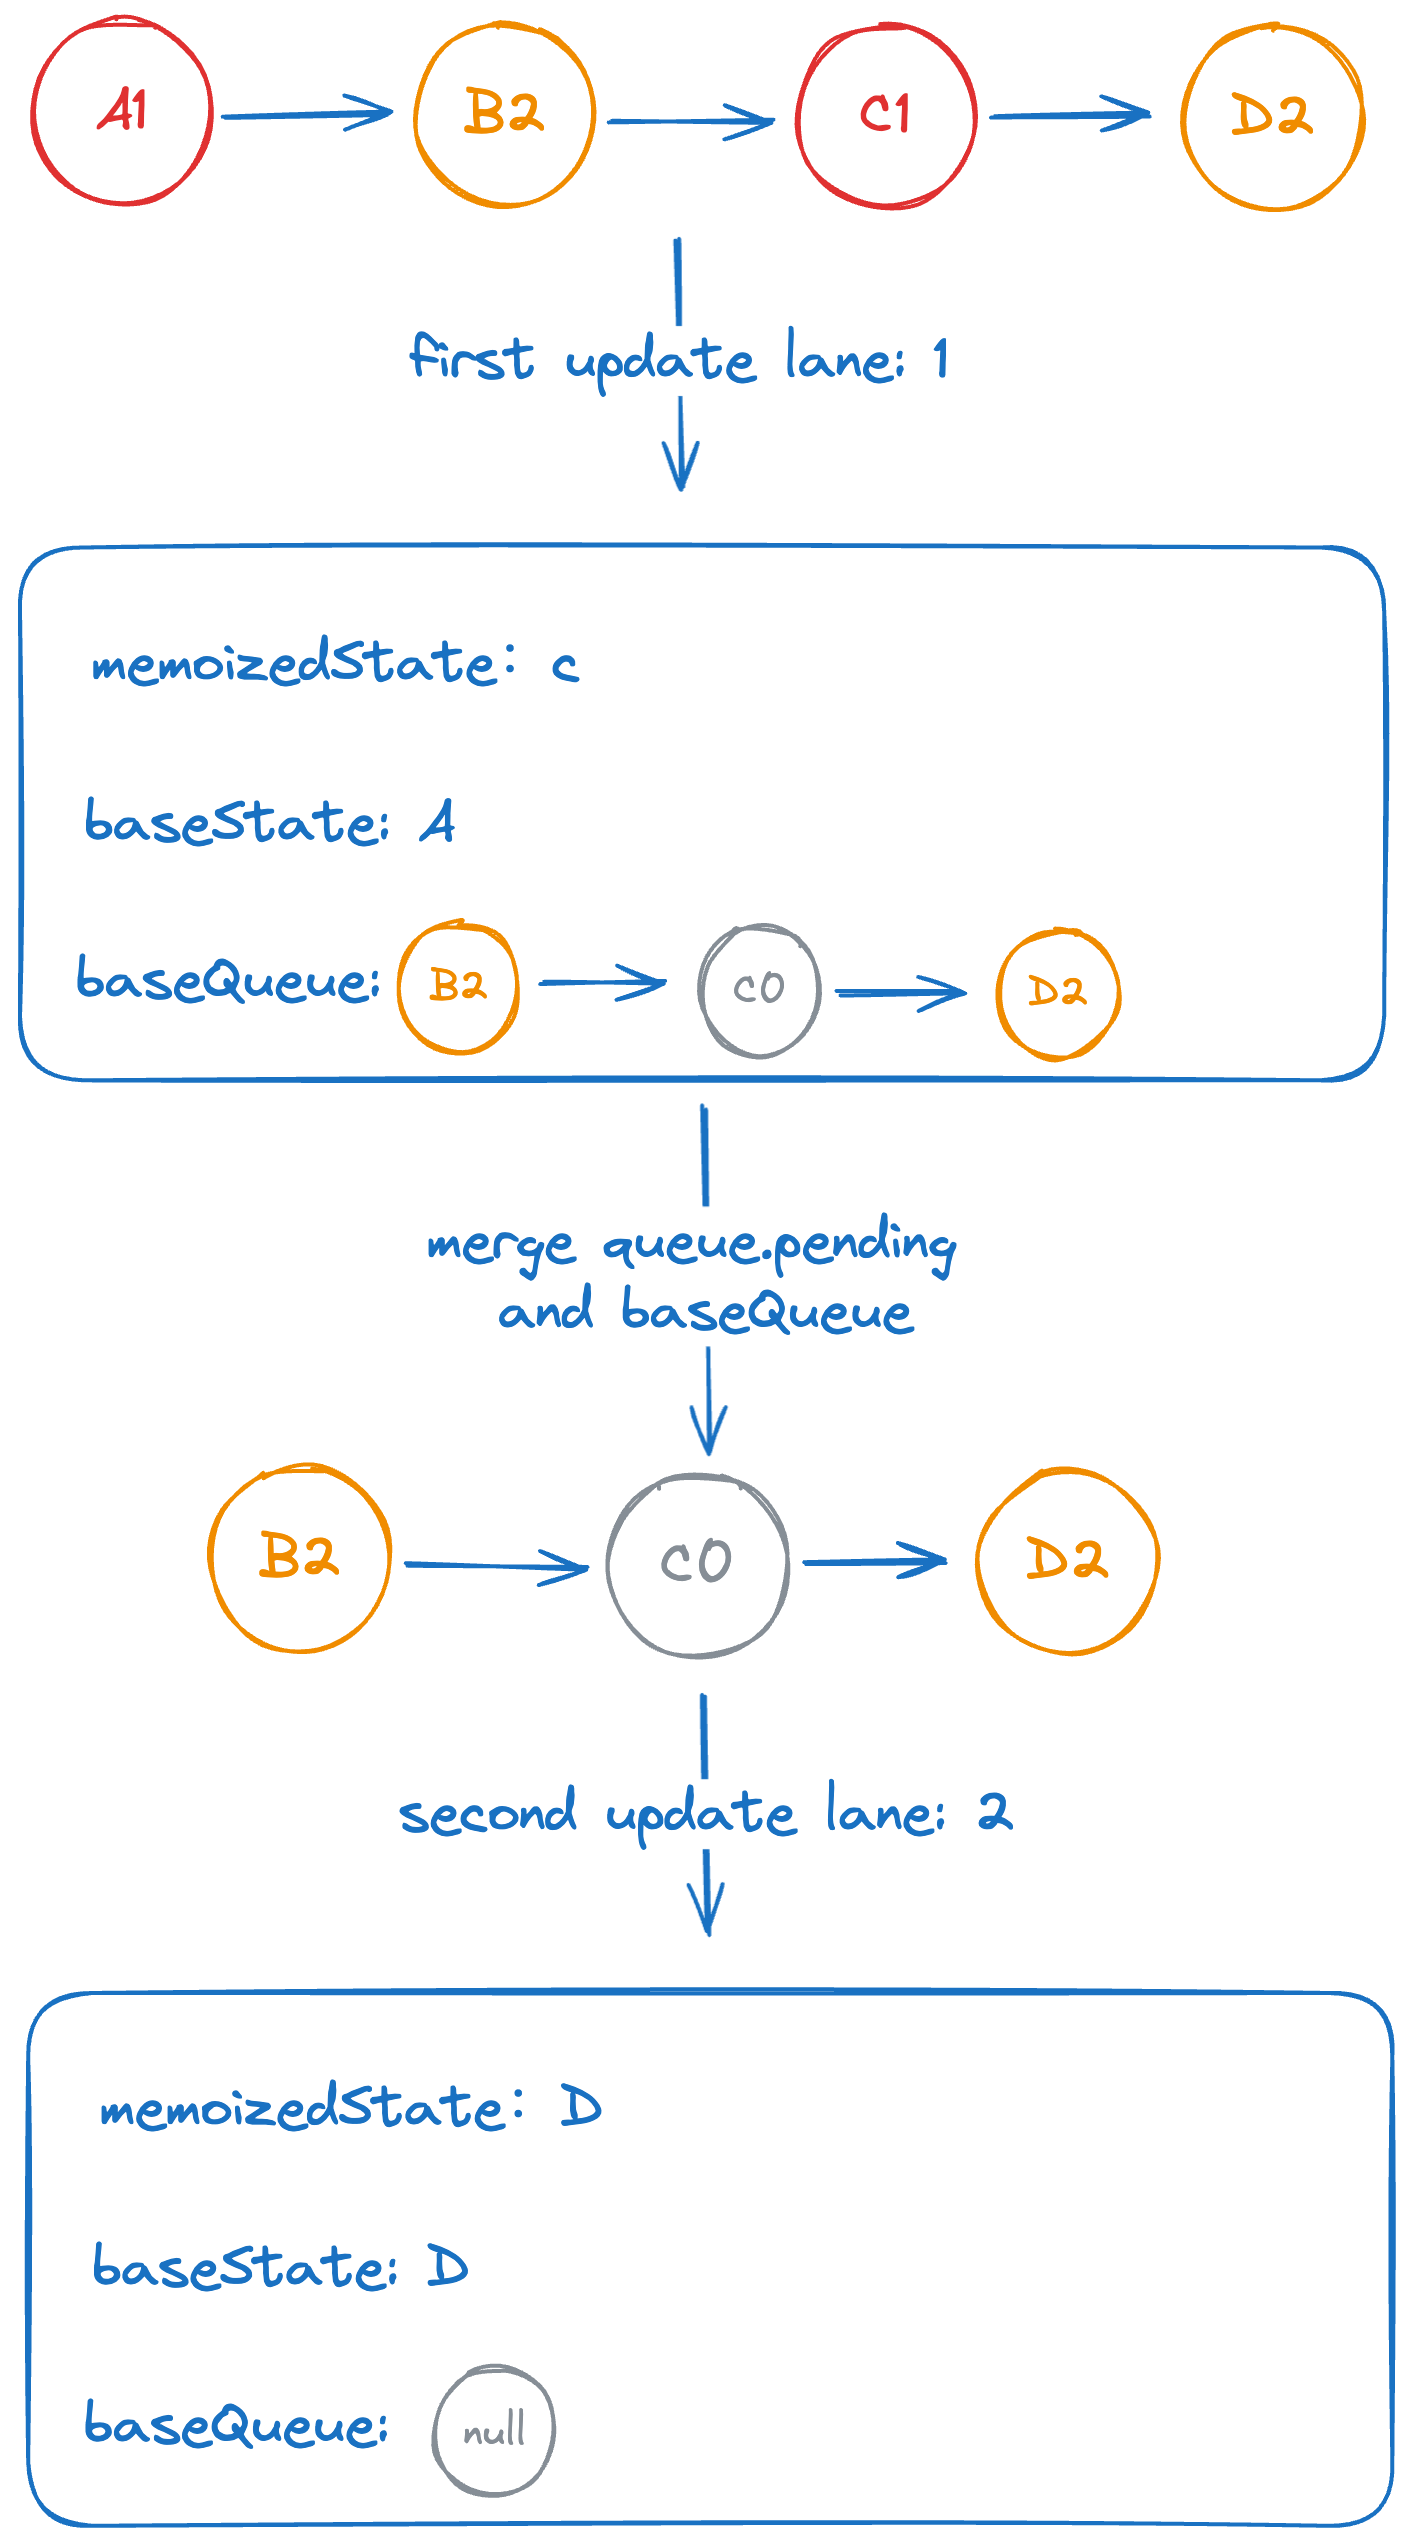 A1 B2 C1 D2
first update lane: 1
memoizedState: c
baseState: A
baseQueue: B2 C0 D2
merge queue.pending
and baseQueue
B2 C0 D2
second update lane: 2
memoizedState: D
baseState: D
baseQueue: null